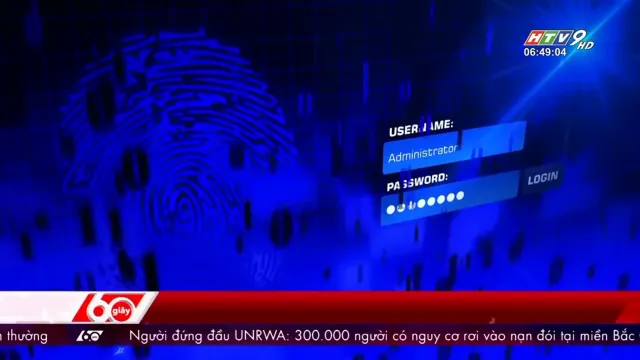 HTV9 HD
06:49:04
USERNAME:
Administrator
PASSWORD:
LOGIN
60 giây
n thường 60 Người đứng đầu UNRWA: 300.000 người có nguy cơ rơi vào nạn đói tại miền Bắc